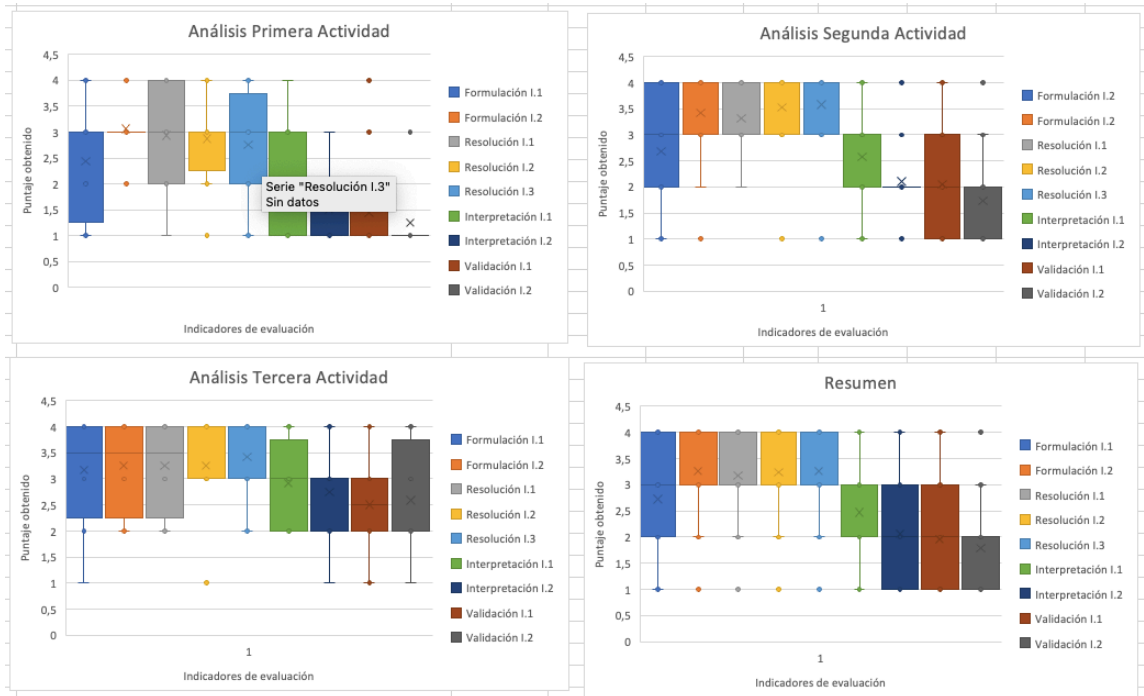 Análisis Primera Actividad
4,5
4
3,5
3
2,5
2
1,5
1
0,5
0
Puntaje obtenido
Indicadores de evaluación
Serie "Resolución I.3"
Sin datos
Formulación I.1
Formulación I.2
Resolución I.1
Resolución I.2
Resolución I.3
Interpretación I.1
Interpretación I.2
Validación I.1
Validación I.2
Análisis Segunda Actividad
4,5
4
3,5
3
2,5
2
1,5
1
0,5
0
Puntaje obtenido
1
Indicadores de evaluación
Formulación I.2
Formulación I.2
Resolución I.1
Resolución I.2
Resolución I.3
Interpretación I.1
Interpretación I.2
Validación I.1
Validación I.2
Análisis Tercera Actividad
4,5
4
3,5
3
2,5
2
1,5
1
0,5
0
Puntaje obtenido
1
Indicadores de evaluación
Formulación I.1
Formulación I.2
Resolución I.1
Resolución I.2
Resolución I.3
Interpretación I.1
Interpretación I.2
Validación I.1
Validación I.2
Resumen
4,5
4
3,5
3
2,5
2
1,5
1
0,5
0
Puntaje obtenido
1
Indicadores de evaluación
Formulación I.1
Formulación I.2
Resolución I.1
Resolución I.2
Resolución I.3
Interpretación I.1
Interpretación I.2
Validación I.1
Validación I.2